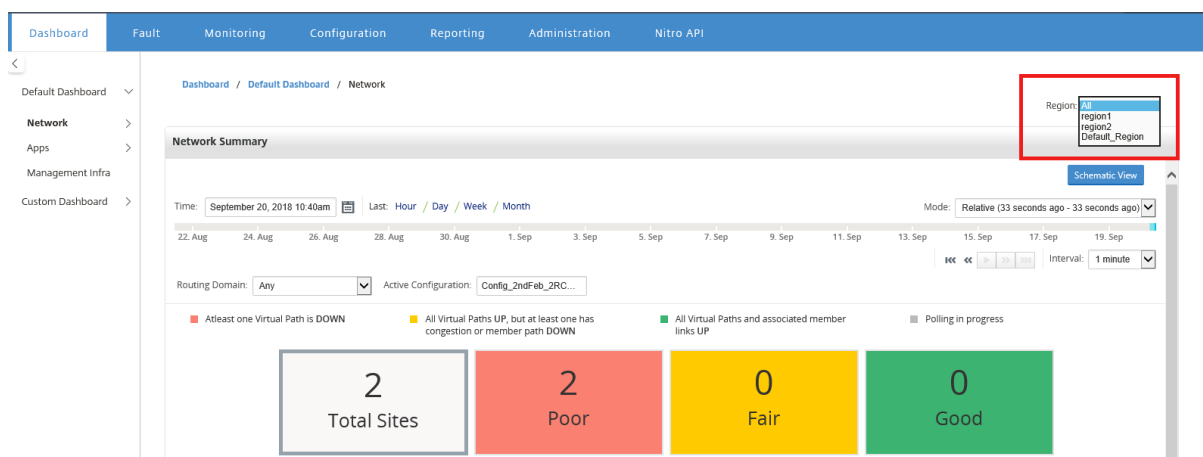 Dashboard Fault Monitoring Configuration Reporting Administration Nitro API
Default Dashboard
Network
Apps
Management Infra
Custom Dashboard
Dashboard / Default Dashboard / Network
Region: All
region1
region2
Default_Region
Network Summary
Schematic View
Time: September 20, 2018 10:40am Last: Hour / Day / Week / Month
Mode: Relative (33 seconds ago - 33 seconds ago)
22. Aug 24. Aug 26. Aug 28. Aug 30. Aug 1. Sep 3. Sep 5. Sep 7. Sep 9. Sep 11. Sep 13. Sep 15. Sep 17. Sep 19. Sep
Interval: 1 minute
Routing Domain: Any Active Configuration: Config_2ndFeb_2RC...
Atleast one Virtual Path is DOWN
All Virtual Paths UP, but at least one has
congestion or member path DOWN
All Virtual Paths and associated member
links UP
Polling in progress
2
Total Sites
2
Poor
0
Fair
0
Good